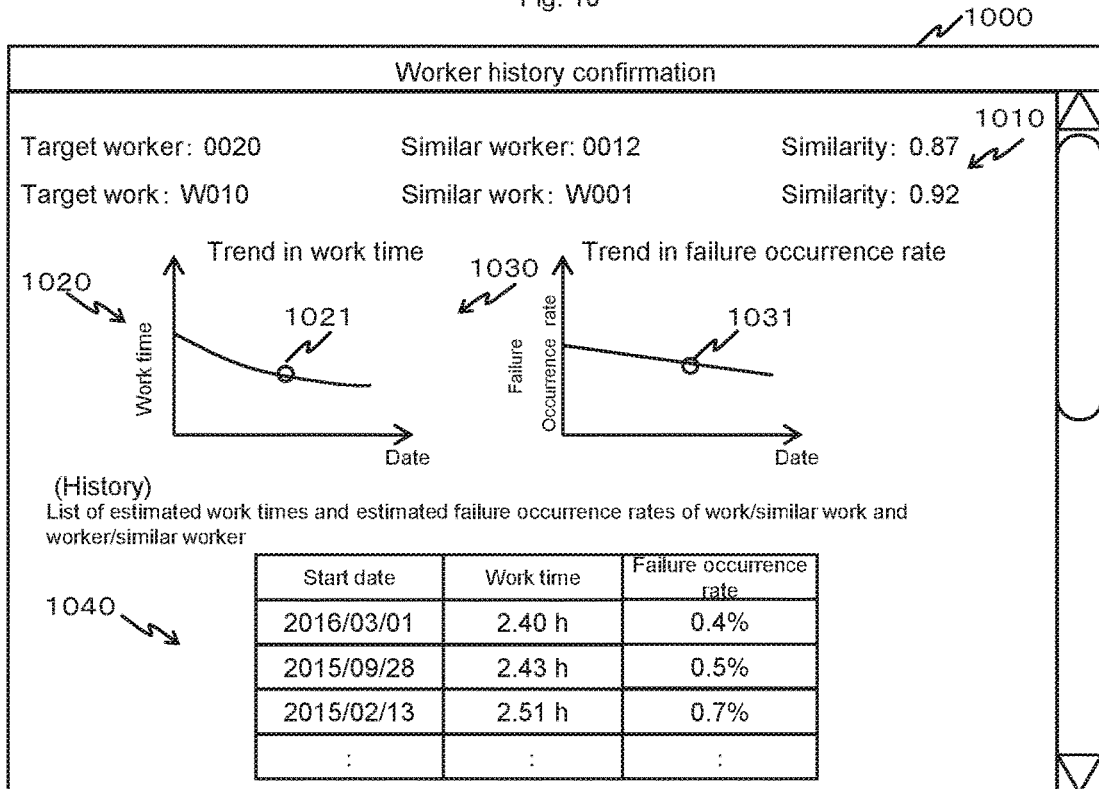 Fig. 10
1000
Worker history confirmation
1010
Target worker: 0020 Similar worker: 0012 Similarity: 0.87
Target work: W010 Similar work: W001 Similarity: 0.92
Trend in work time
1020
1021
Work time
Date
Trend in failure occurrence rate
1030
1031
Failure
Occurrence rate
Date
(History)
List of estimated work times and estimated failure occurrence rates of work/similar work and
worker/similar worker
1040
Start date Work time Failure occurrence
rate
2016/03/01 2.40 h 0.4%
2015/09/28 2.43 h 0.5%
2015/02/13 2.51 h 0.7%
: : :